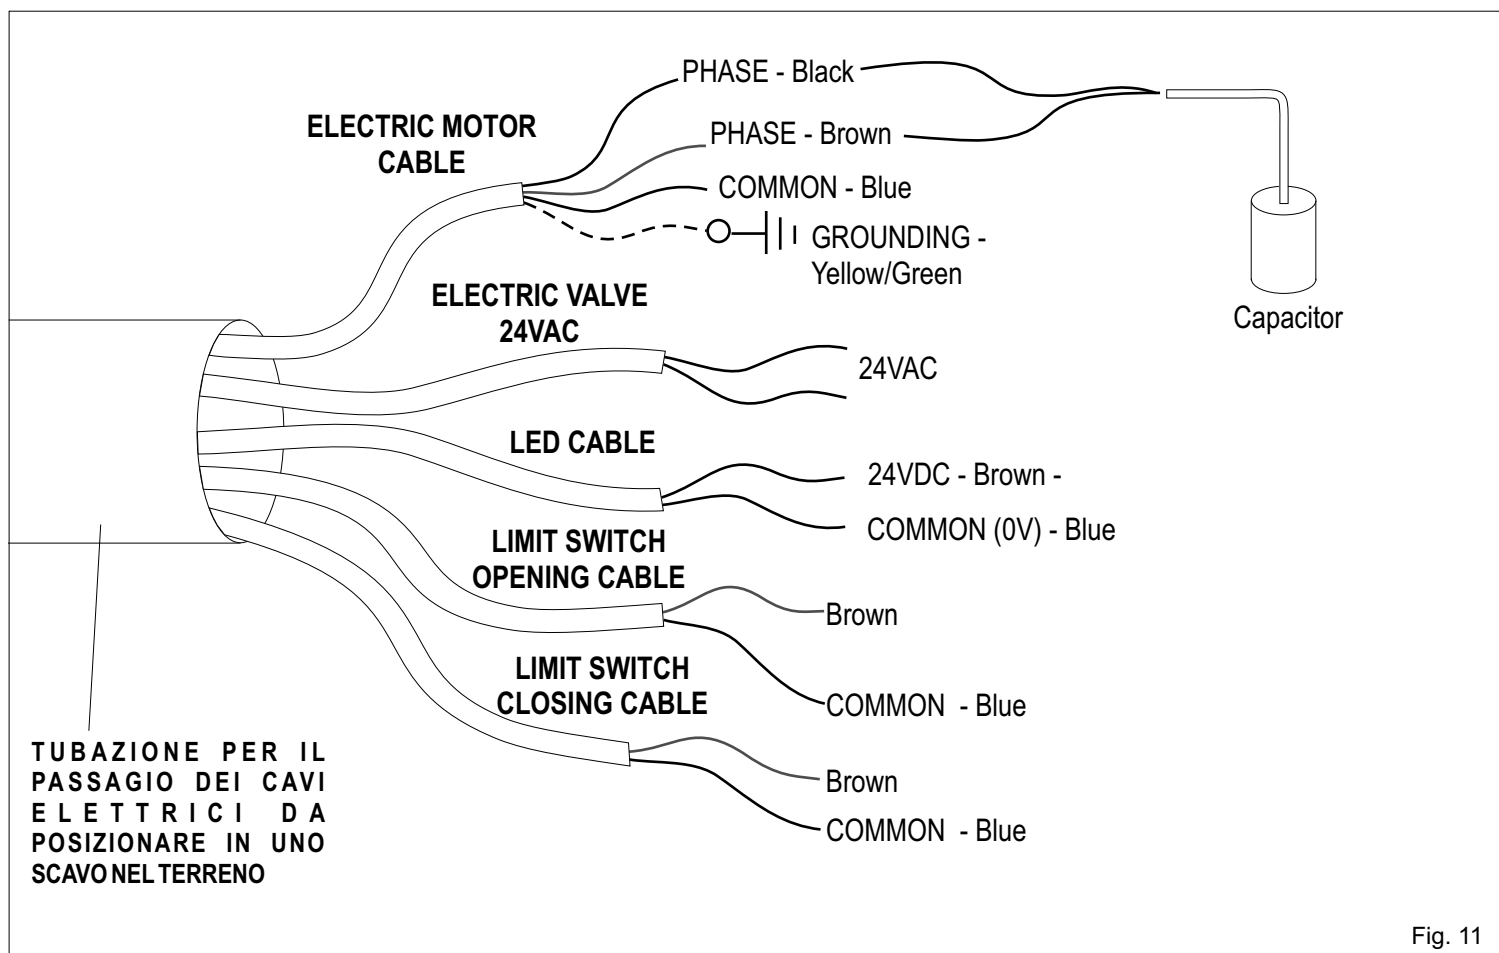 PHASE - Black
ELECTRIC MOTOR
CABLE
PHASE - Brown
COMMON - Blue
GROUNDING -
Yellow/Green
Capacitor
ELECTRIC VALVE
24VAC
24VAC
LED CABLE
24VDC - Brown -
COMMON (0V) - Blue
LIMIT SWITCH
OPENING CABLE
Brown
COMMON - Blue
LIMIT SWITCH
CLOSING CABLE
Brown
COMMON - Blue
TUBAZIONE PER IL
PASSAGIO DEI CAVI
ELETTRICI DA
POSIZIONARE IN UNO
SCAVO NEL TERRENO
Fig. 11